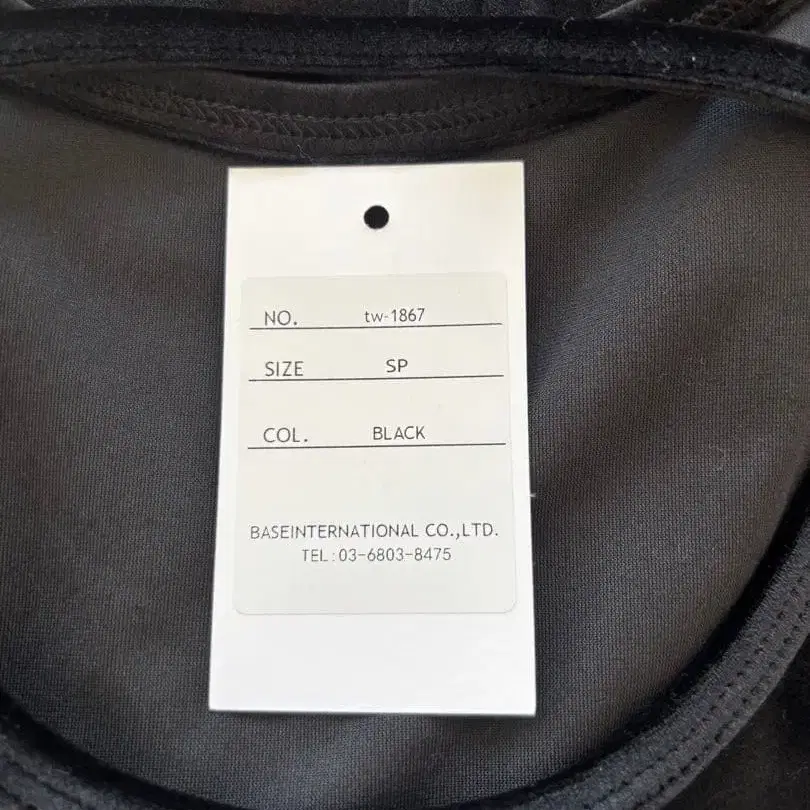 NO. tw-1867
SIZE SP
COL. BLACK
BASEINTERNATIONAL CO.,LTD.
TEL:03-6803-8475